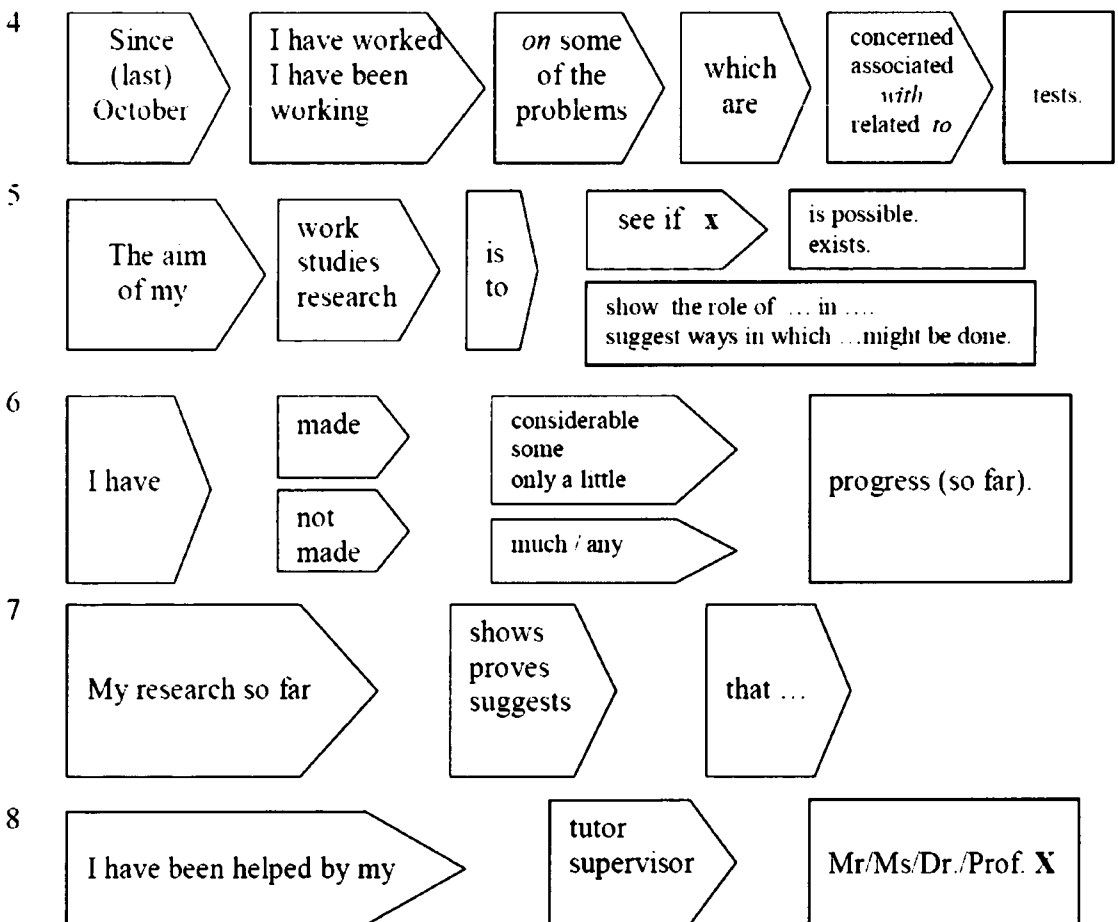 4
Since
(last)
October
I have worked
I have been
working
on some
of the
problems
which
are
concerned
associated
with
related to
tests.
5
The aim
of my
work
studies
research
is
to
see if x
is possible.
exists.
show the role of … in ….
suggest ways in which …might be done.
6
I have
made
not
made
considerable
some
only a little
much / any
progress (so far).
7
My research so far
shows
proves
suggests
that …
8
I have been helped by my
tutor
supervisor
Mr/Ms/Dr./Prof. X